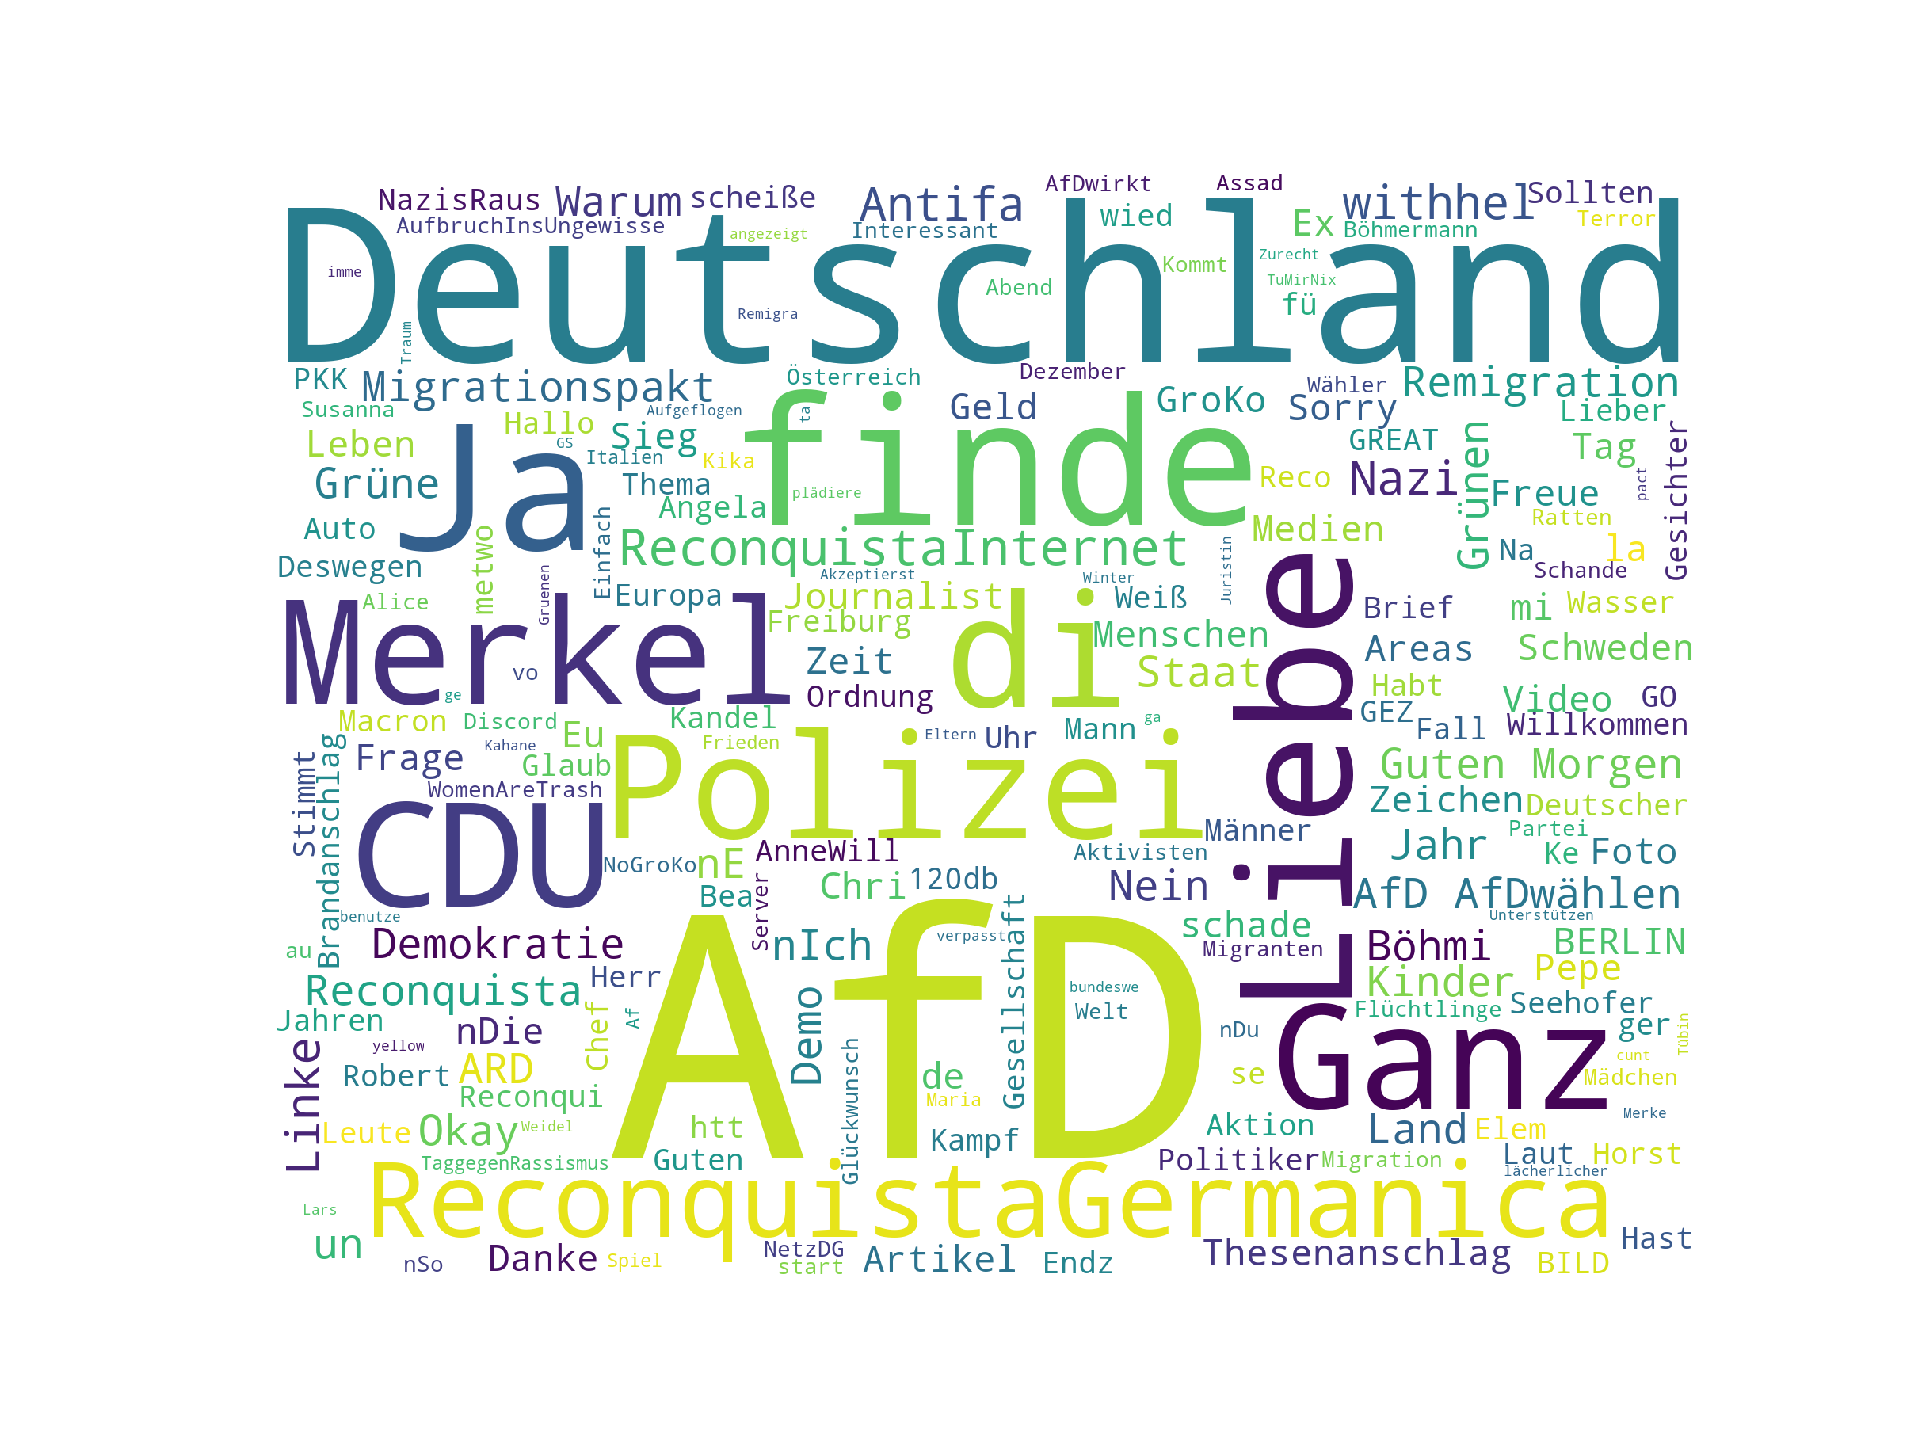 AfDwirkt Assad
NazisRaus Warum scheiße Antifa wied Ex withhel Sollten
AufbruchInsUngewisse angezeigt Interessant Böhmermann Terror
Deutschland
imme Abend Kommt Zurecht TuMirNix
Remigra fü
Traum
PKK Migrationspakt Österreich Dezember Wähler Remigration
Susanna Hallo Aufgeflogen ta Geld GroKo Sorry Lieber
Leben GS Sieg finde GREAT Tag
Ja Italien Kika Reco Nazi Grünen pact Gesichter
Grüne Thema plädiere Freue
Angela Ratten
Auto metwo Einfach ReconquistaInternet Medien Na la
Deswegen Gruenen Akzeptierst Winter Juristin Schande
Alice Europa Journalist Weiß Liebe Brief mi Wasser
Merkel Freiburg di Menschen Areas Schweden
vo Zeit Staat
ge Ordnung Habt Video GO
Macron Discord Eu Kandel Mann ga GEZ Fall Willkommen
Stimmt Brandanschlag Frage Kahane Glaub Frieden Polizei Eltern Uhr Guten Morgen
WomenAreTrash Zeichen Deutscher
CDU Männer Jahr Partei
NoGroKo nE AnneWill Aktivisten Ke Foto
Bea Server Chri 120db Nein AfD AfDwählen
benutze Gesellschaft schade Unterstützen
au Demokratie nIch verpasst Migranten Böhmi BERLIN
Reconquista Herr AfD bundeswe Kinder Pepe
Jahren nDie Chef Af Demo Welt Flüchtlinge Seehofer
Linke yellow Glückwunsch nDu Ganz ger Tübin
Robert ARD de se cunt
Reconqui Maria Mädchen
Leute Okay Weidel htt Kampf Aktion Land Elem Merke
TaggegenRassismus Guten Politiker Migration Laut Horst
lächerlicher
Lars ReconquistaGermanica
un nSo Danke Spiel NetzDG Artikel Endz Thesenanschlag BILD Hast
start